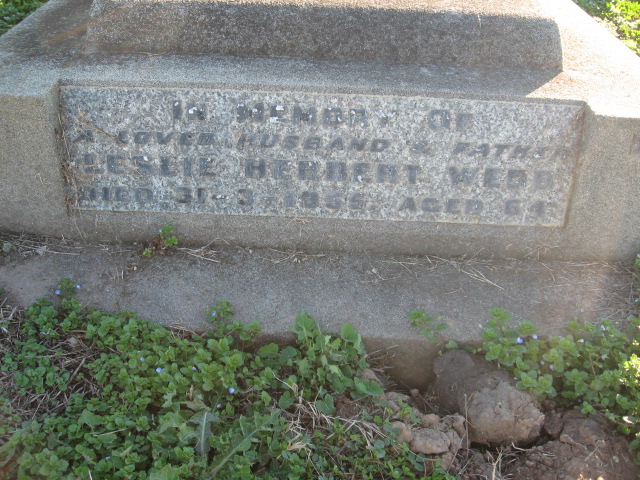 IN MEMORY OF
A LOVED HUSBAND & FATHER
LESLIE HERBERT WEBB
DIED 31-3-1955 AGED 64